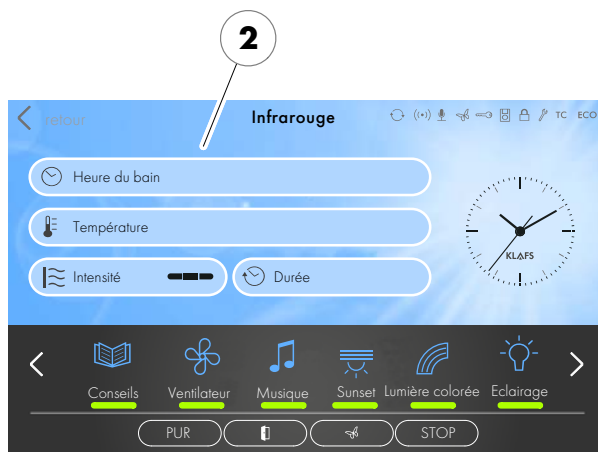 2
retour
Infrarouge
TC ECO
Heure du bain
Température
Intensité
Durée
KLAFS
Conseils
Ventilateur
Musique
Sunset
Lumière colorée
Eclairage
PUR
STOP